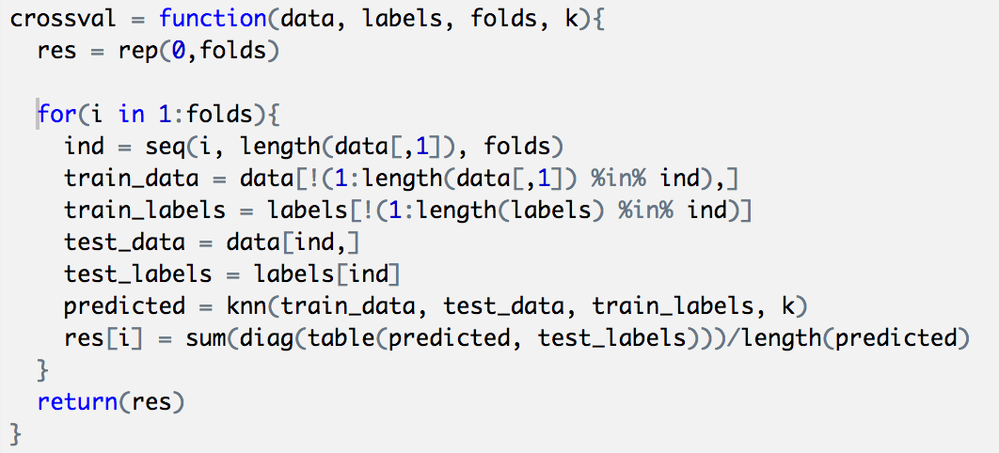 crossval = function(data, labels, folds, k){
  res = rep(0,folds)

  for(i in 1:folds){
    ind = seq(i, length(data[,1]), folds)
    train_data = data[!(1:length(data[,1]) %in% ind),]
    train_labels = labels[!(1:length(labels) %in% ind)]
    test_data = data[ind,]
    test_labels = labels[ind]
    predicted = knn(train_data, test_data, train_labels, k)
    res[i] = sum(diag(table(predicted, test_labels)))/length(predicted)
  }
  return(res)
}